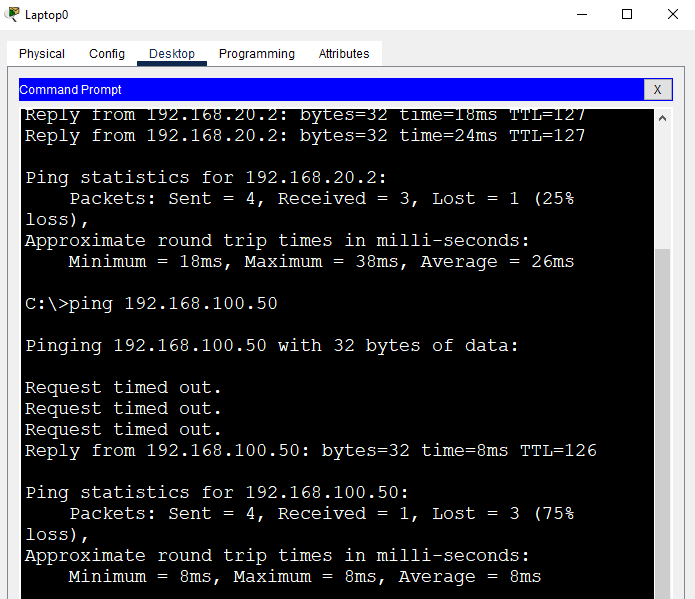 Laptop0
Physical Config Desktop Programming Attributes
Command Prompt X
Reply from 192.168.20.2: bytes=32 time=18ms TTL=127
Reply from 192.168.20.2: bytes=32 time=24ms TTL=127
Ping statistics for 192.168.20.2:
Packets: Sent = 4, Received = 3, Lost = 1 (25%
loss),
Approximate round trip times in milli-seconds:
Minimum = 18ms, Maximum = 38ms, Average = 26ms
C:\>ping 192.168.100.50
Pinging 192.168.100.50 with 32 bytes of data:
Request timed out.
Request timed out.
Request timed out.
Reply from 192.168.100.50: bytes=32 time=8ms TTL=126
Ping statistics for 192.168.100.50:
Packets: Sent = 4, Received = 1, Lost = 3 (75%
loss),
Approximate round trip times in milli-seconds:
Minimum = 8ms, Maximum = 8ms, Average = 8ms